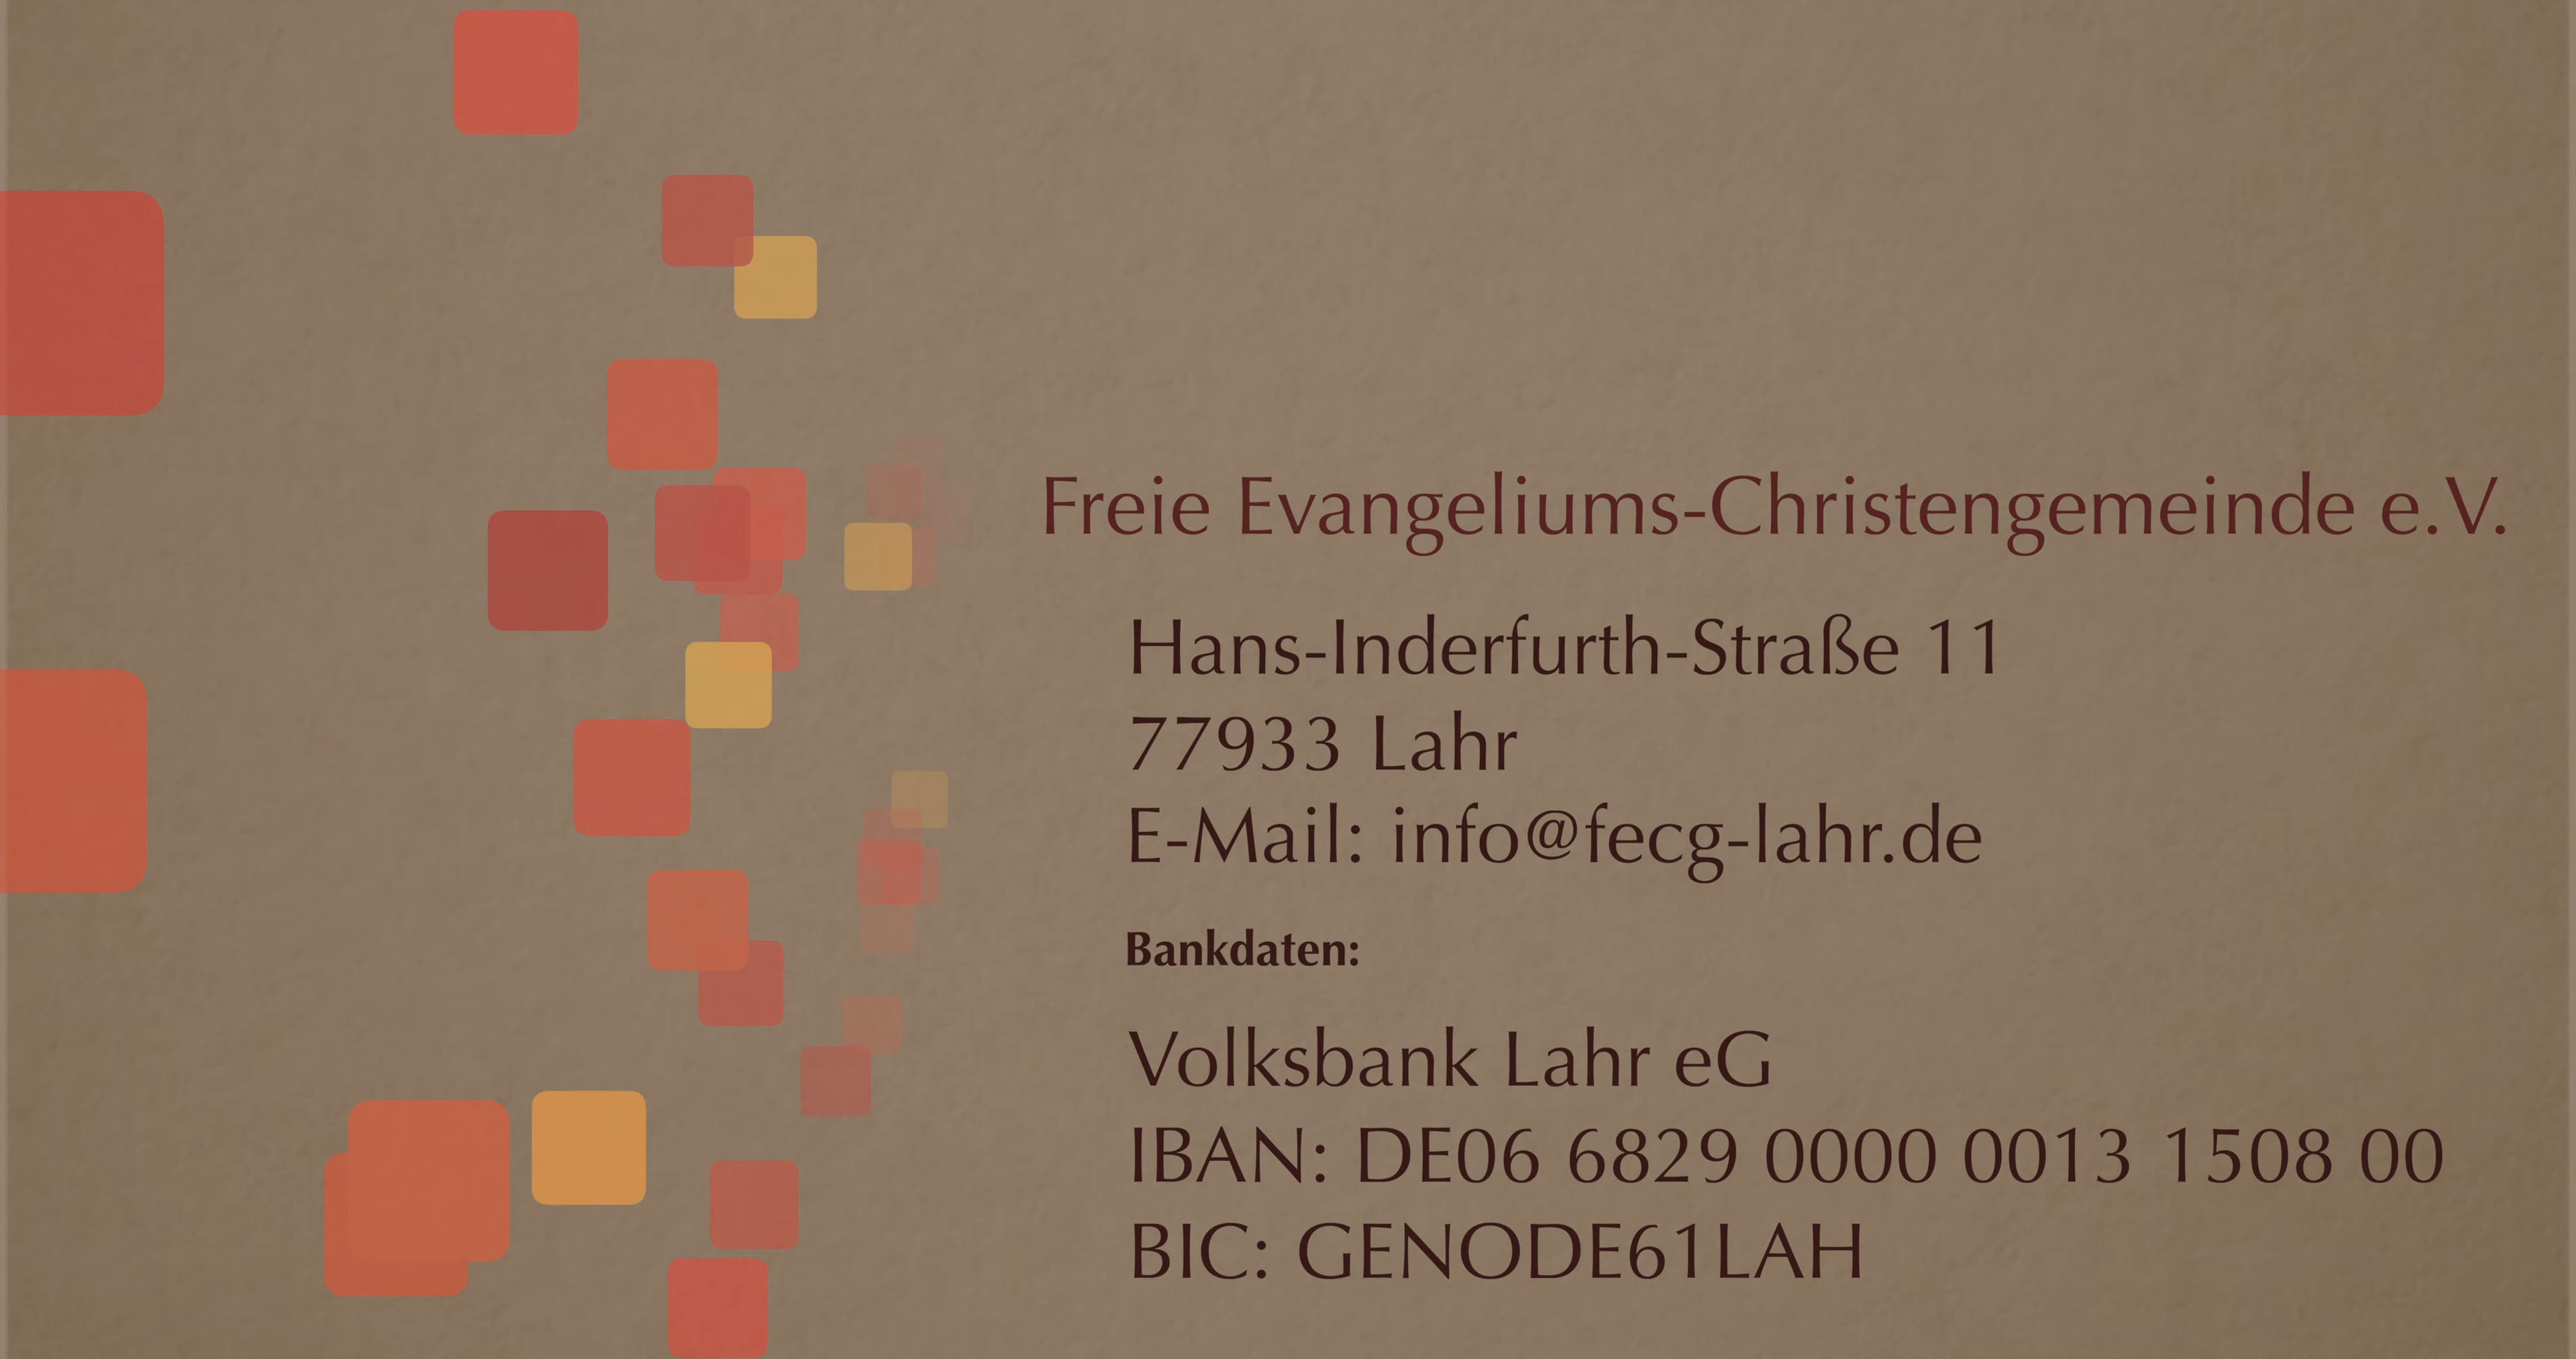 Freie Evangeliums-Christengemeinde e.V.
Hans-Inderfurth-Straße 11
77933 Lahr
E-Mail: info@fecg-lahr.de
Bankdaten:
Volksbank Lahr eG
IBAN: DE06 6829 0000 0013 1508 00
BIC: GENODE61LAH